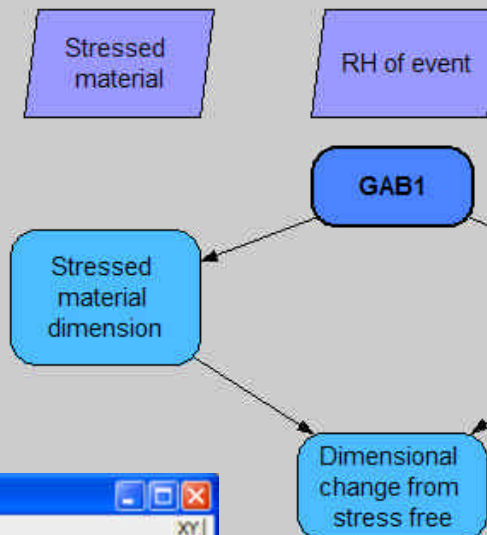 Stressed
material
RH of event
GAB1
Stressed
material
dimension
Dimensional
change from
stress free
XY